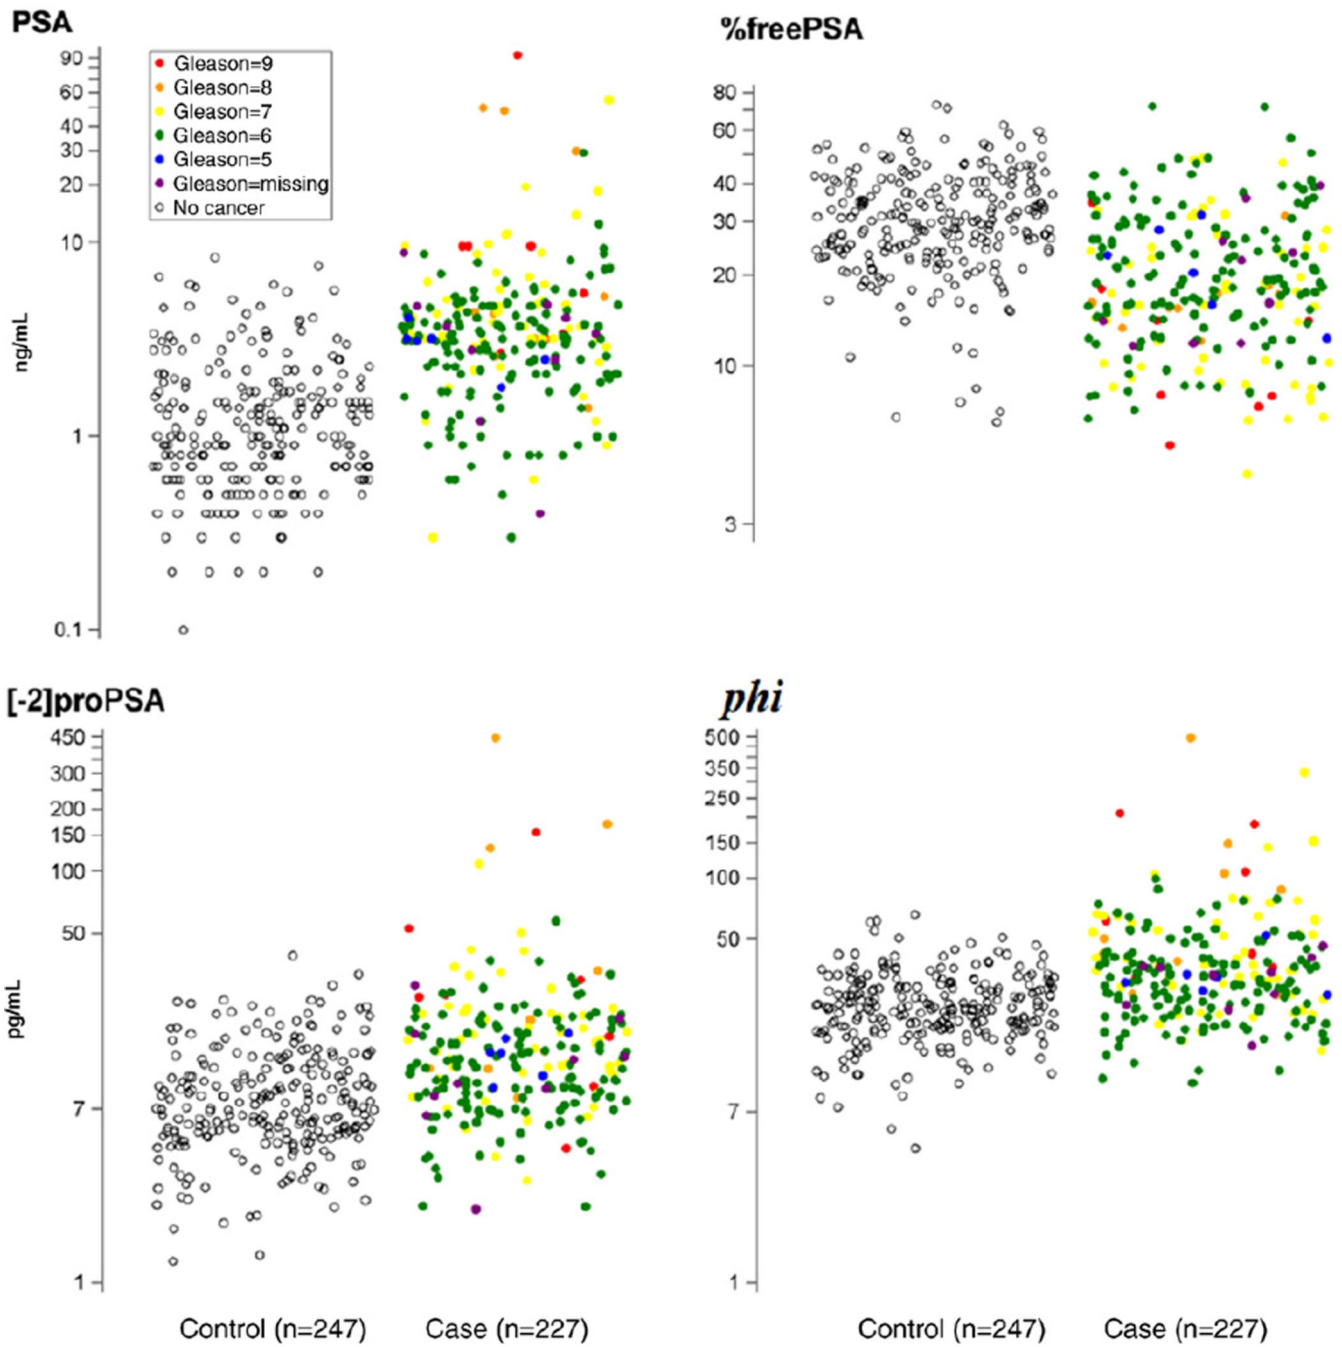 PSA
90
60
40
30
20
10
1
0.1
ng/mL
Gleason=9
Gleason=8
Gleason=7
Gleason=6
Gleason=5
Gleason=missing
No cancer
%freePSA
80
60
40
30
20
10
3
[-2]proPSA
450
300
200
150
100
50
7
1
pg/mL
Control (n=247)
Case (n=227)
phi
500
350
250
150
100
50
7
1
Control (n=247)
Case (n=227)